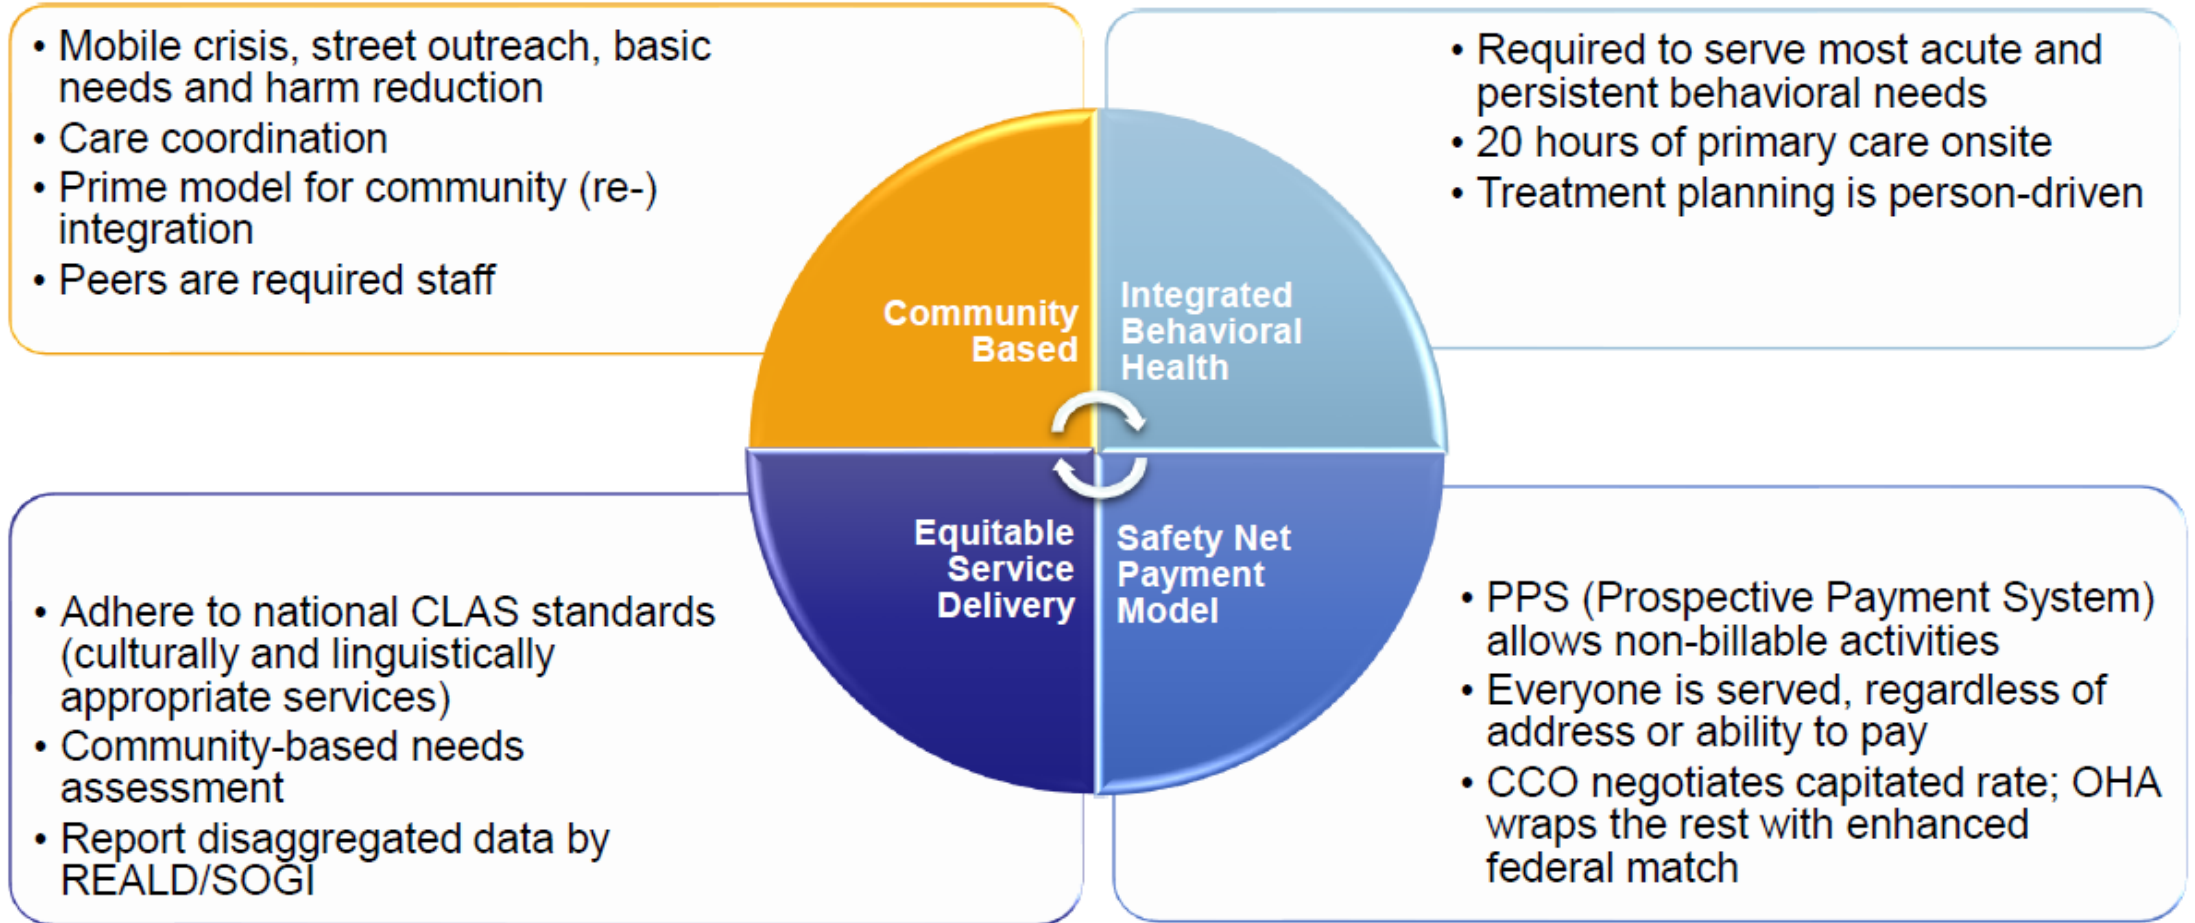 • Mobile crisis, street outreach, basic
needs and harm reduction
• Care coordination
• Prime model for community (re-)
integration
• Peers are required staff
• Required to serve most acute and
persistent behavioral needs
• 20 hours of primary care onsite
• Treatment planning is person-driven
Community
Based
Integrated
Behavioral
Health
Equitable
Service
Delivery
Safety Net
Payment
Model
• Adhere to national CLAS standards
(culturally and linguistically
appropriate services)
• Community-based needs
assessment
• Report disaggregated data by
REALD/SOGI
• PPS (Prospective Payment System)
allows non-billable activities
• Everyone is served, regardless of
address or ability to pay
• CCO negotiates capitated rate; OHA
wraps the rest with enhanced
federal match